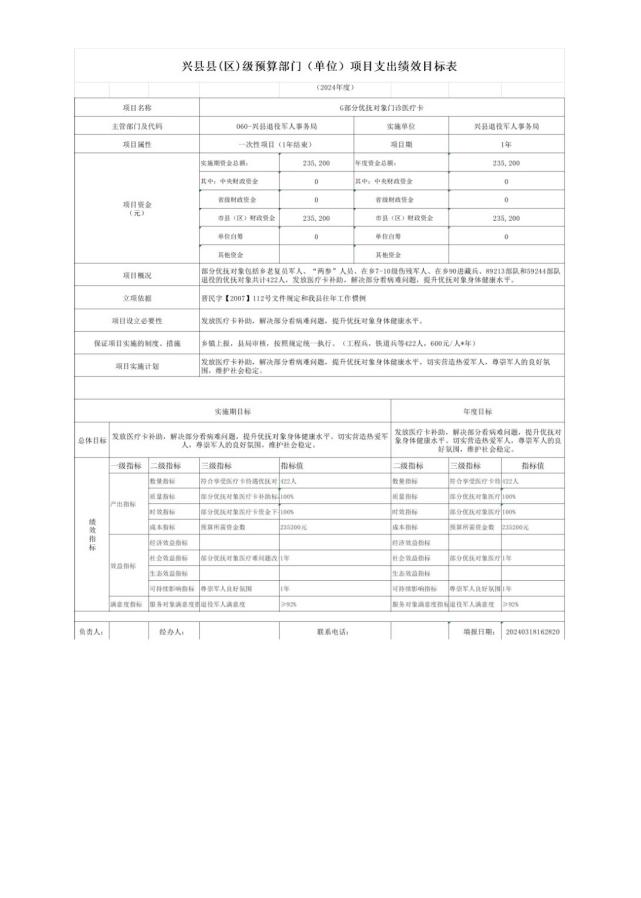 兴县县(区)级预算部门（单位）项目支出绩效目标表
（2024年度）
项目名称 G部分优抚对象门诊医疗卡
主管部门及代码 060-兴县退役军人事务局 实施单位 兴县退役军人事务局
项目属性 一次性项目（1年结束） 项目期 1年
项目资金
（元）
实施期资金总额: 235,200 年度资金总额: 235,200
其中:中央财政资金 0 其中:中央财政资金 0
省级财政资金 0 省级财政资金 0
市县（区）财政资金 235,200 市县（区）财政资金 235,200
单位自筹 0 单位自筹 0
其他资金 其他资金
项目概况 部分优抚对象包括乡老复员军人、“两参”人员、在乡7-10级伤残军人、在乡90进藏兵、89213部队和59244部队
退役的优抚对象共计422人，发放医疗卡补助，解决部分看病难问题，提升优抚对象身体健康水平。
立项依据 晋民字【2007】112号文件规定和我县往年工作惯例
项目设立必要性 发放医疗卡补助，解决部分看病难问题，提升优抚对象身体健康水平。
保证项目实施的制度、措施 乡镇上报，县局审核，按照规定统一执行。（工程兵，铁道兵等422人，600元/人*年）
项目实施计划 发放医疗卡补助，解决部分看病难问题，提升优抚对象身体健康水平。切实营造热爱军人，尊崇军人的良好氛
围，维护社会稳定。
实施期目标 年度目标
总体目标 发放医疗卡补助，解决部分看病难问题，提升优抚对象身体健康水平。切实营造热爱军
人，尊崇军人的良好氛围，维护社会稳定。
发放医疗卡补助，解决部分看病难问题，提升优抚对
象身体健康水平。切实营造热爱军人，尊崇军人的良
好氛围，维护社会稳定。
绩效指标
一级指标 二级指标 三级指标 指标值 二级指标 三级指标 指标值
产出指标
数量指标 符合享受医疗卡待遇优抚对 422人 数量指标 符合享受医疗卡待 422人
质量指标 部分优抚对象医疗卡补助标 100% 质量指标 部分优抚对象医疗 100%
时效指标 部分优抚对象医疗卡资金下 100% 时效指标 部分优抚对象医疗 100%
成本指标 预算所需资金数 235200元 成本指标 预算所需资金数 235200元
效益指标
经济效益指标 经济效益指标
社会效益指标 部分优抚对象医疗难问题改 1年 社会效益指标 部分优抚对象医疗 1年
生态效益指标 生态效益指标
可持续影响指标 尊崇军人良好氛围 1年 可持续影响指标 尊崇军人良好氛围 1年
满意度指标 服务对象满意度指 退役军人满意度 ≥92% 服务对象满意度指标 退役军人满意度 ≥92%
负责人: 经办人: 联系电话: 填报日期: 20240318162820